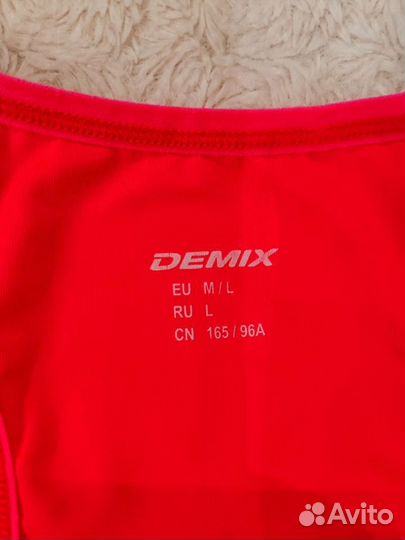 DEMIX
EU M / L
RU L
CN 165 / 96A
Avito